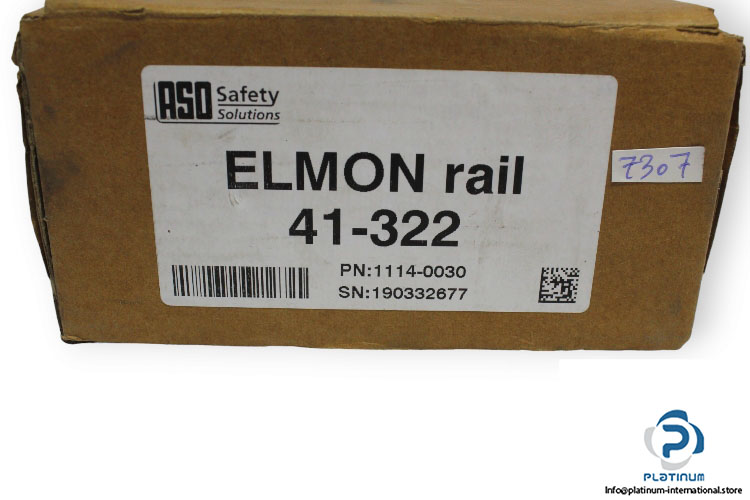 ASO Safety
Solutions
ELMON rail
41-322
PN:1114-0030
SN:190332677
7307
PLATINUM
Info@platinum-international.store